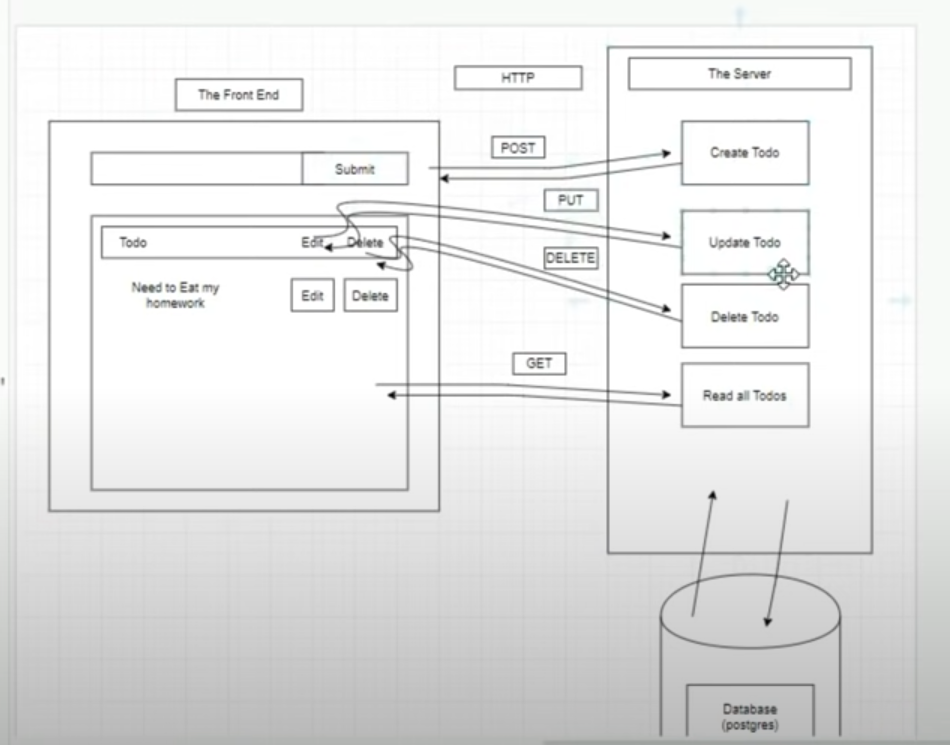 The Front End
HTTP
The Server
Submit
POST
Create Todo
PUT
Todo
Edit
Delete
Update Todo
DELETE
Need to Eat my
homework
Edit
Delete
Delete Todo
GET
Read all Todos
Database
(postgres)